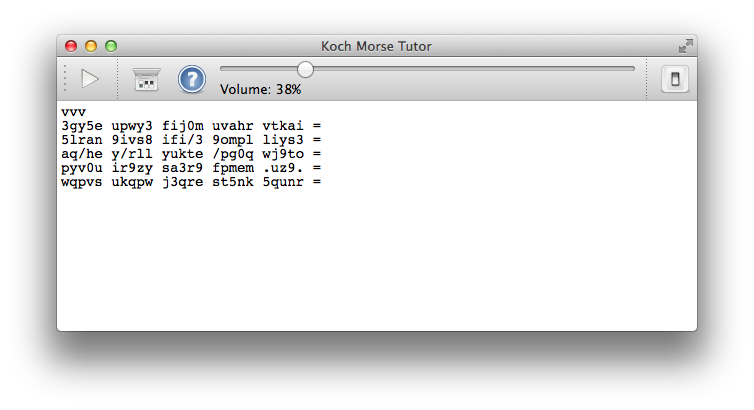 Koch Morse Tutor
Volume: 38%
vvv
3gy5e upwy3 fij0m uvahr vtkai =
5lran 9ivs8 ifi/3 9ompl liys3 =
aq/he y/rll yukte /pg0q wj9to =
pyv0u ir9zy sa3r9 fpmem .uz9. =
wqpvs ukqpw j3qre st5nk 5qunr =